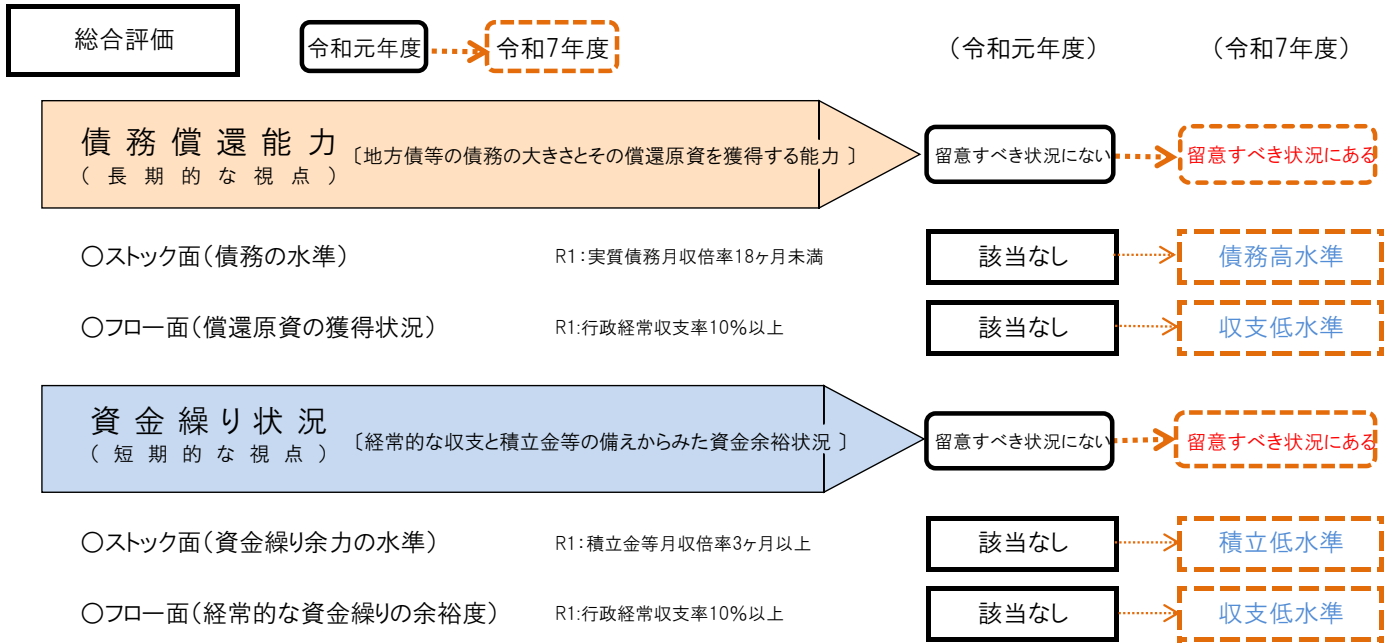 総合評価
令和元年度
令和7年度
（令和元年度）
（令和7年度）
債務償還能力
（長期的な視点）
〔地方債等の債務の大きさとその償還原資を獲得する能力〕
留意すべき状況にない
留意すべき状況にある
○ストック面（債務の水準）
R1：実質債務月収倍率18ヶ月未満
該当なし
債務高水準
○フロー面（償還原資の獲得状況）
R1:行政経常収支率10%以上
該当なし
収支低水準
資金繰り状況
（短期的な視点）
〔経常的な収支と積立金等の備えからみた資金余裕状況〕
留意すべき状況にない
留意すべき状況にある
○ストック面（資金繰り余力の水準）
R1：積立金等月収倍率3ヶ月以上
該当なし
積立低水準
○フロー面（経常的な資金繰りの余裕度）
R1:行政経常収支率10%以上
該当なし
収支低水準